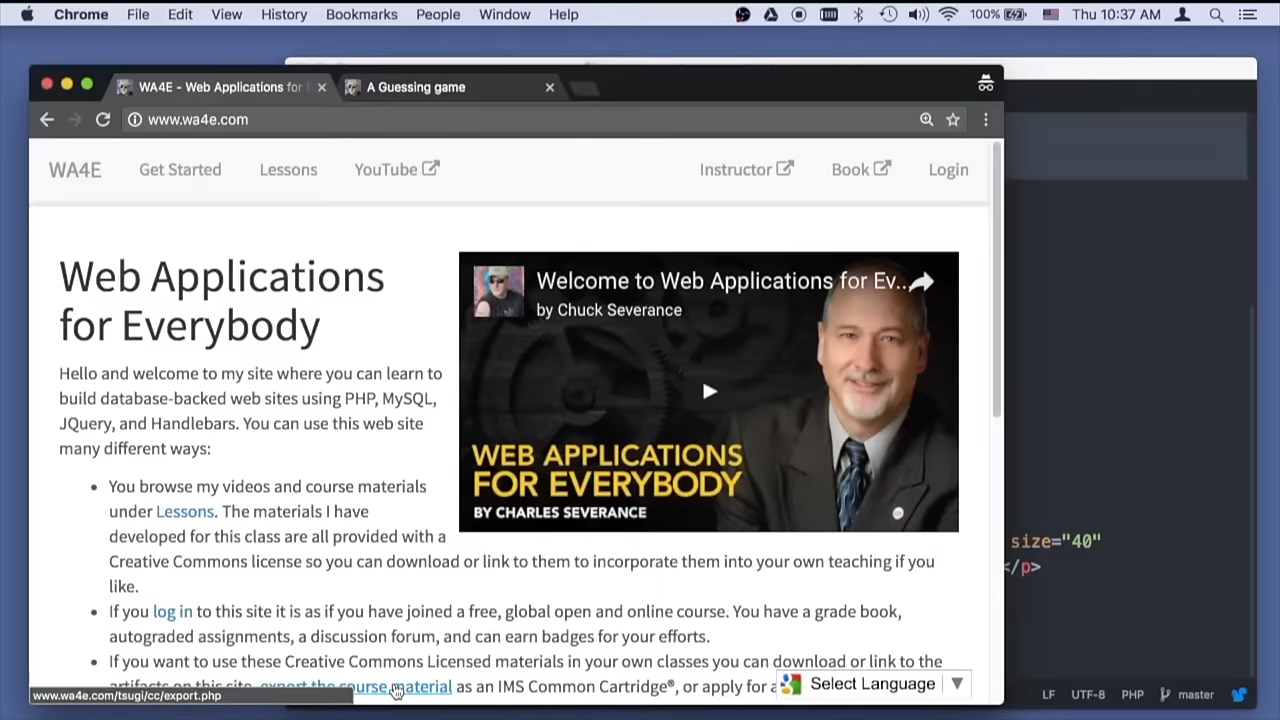 Chrome File Edit View History Bookmarks People Window Help 100% Thu 10:37 AM
WA4E - Web Applications for
A Guessing game
www.wa4e.com
WA4E Get Started Lessons YouTube Instructor Book Login
Web Applications
for Everybody
Hello and welcome to my site where you can learn to
build database-backed web sites using PHP, MySQL,
JQuery, and Handlebars. You can use this web site
many different ways:
Welcome to Web Applications for Ev...
by Chuck Severance
WEB APPLICATIONS
FOR EVERYBODY
BY CHARLES SEVERANCE
You browse my videos and course materials
under Lessons. The materials I have
developed for this class are all provided with a
Creative Commons license so you can download or link to them to incorporate them into your own teaching if you
like.
If you log in to this site it is as if you have joined a free, global open and online course. You have a grade book,
autograded assignments, a discussion forum, and can earn badges for your efforts.
If you want to use these Creative Commons Licensed materials in your own classes you can download or link to the
artifacts on this site, export the course material as an IMS Common Cartridge®, or apply for a
Select Language
www.wa4e.com/tsugi/cc/export.php
size="40"
</p>
LF UTF-8 PHP master